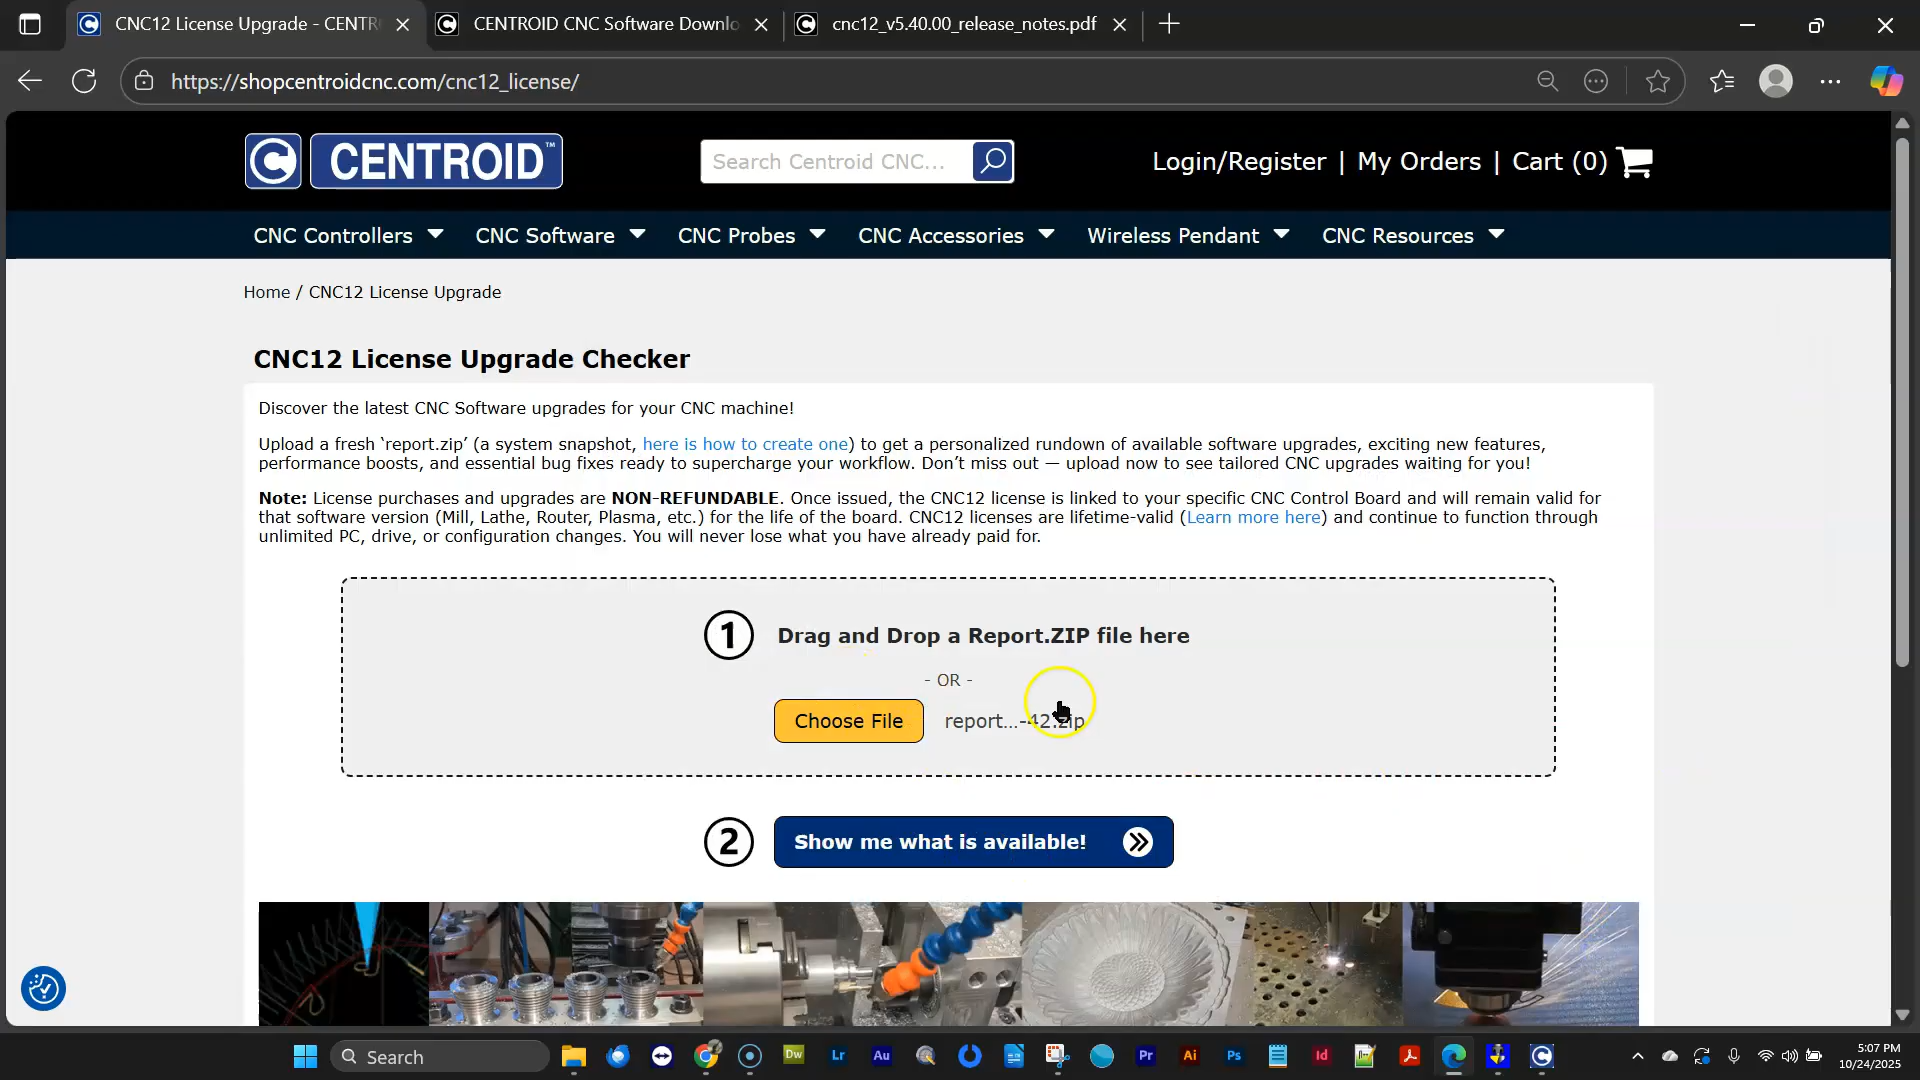 CNC12 License Upgrade - CENTR
CENTROID CNC Software Downlo
cnc12_v5.40.00_release_notes.pdf
https://shopcentroidcnc.com/cnc12_license/
C CENTROID™
Search Centroid CNC...
Login/Register | My Orders | Cart (0)
CNC Controllers CNC Software CNC Probes CNC Accessories Wireless Pendant CNC Resources
Home / CNC12 License Upgrade
CNC12 License Upgrade Checker
Discover the latest CNC Software upgrades for your CNC machine!
Upload a fresh ‘report.zip’ (a system snapshot, here is how to create one) to get a personalized rundown of available software upgrades, exciting new features,
performance boosts, and essential bug fixes ready to supercharge your workflow. Don’t miss out — upload now to see tailored CNC upgrades waiting for you!
Note: License purchases and upgrades are NON-REFUNDABLE. Once issued, the CNC12 license is linked to your specific CNC Control Board and will remain valid for
that software version (Mill, Lathe, Router, Plasma, etc.) for the life of the board. CNC12 licenses are lifetime-valid (Learn more here) and continue to function through
unlimited PC, drive, or configuration changes. You will never lose what you have already paid for.
1 Drag and Drop a Report.ZIP file here
- OR -
Choose File report...-42.zip
2 Show me what is available!
Search
Dw Lr Au Pr Ai Ps Id
5:07 PM
10/24/2025